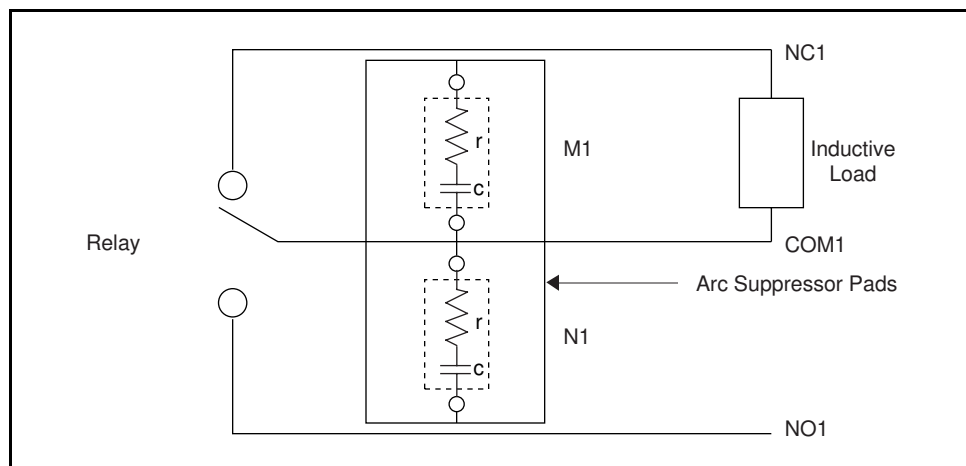 NC1
r
M1
Inductive
Load
c
Relay
COM1
Arc Suppressor Pads
r
N1
c
NO1